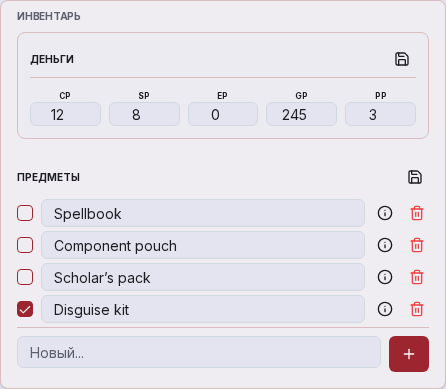 ИНВЕНТАРЬ
ДЕНЬГИ
CP SP EP GP PP
12 8 0 245 3
ПРЕДМЕТЫ
Spellbook
Component pouch
Scholar’s pack
Disguise kit
Новый...